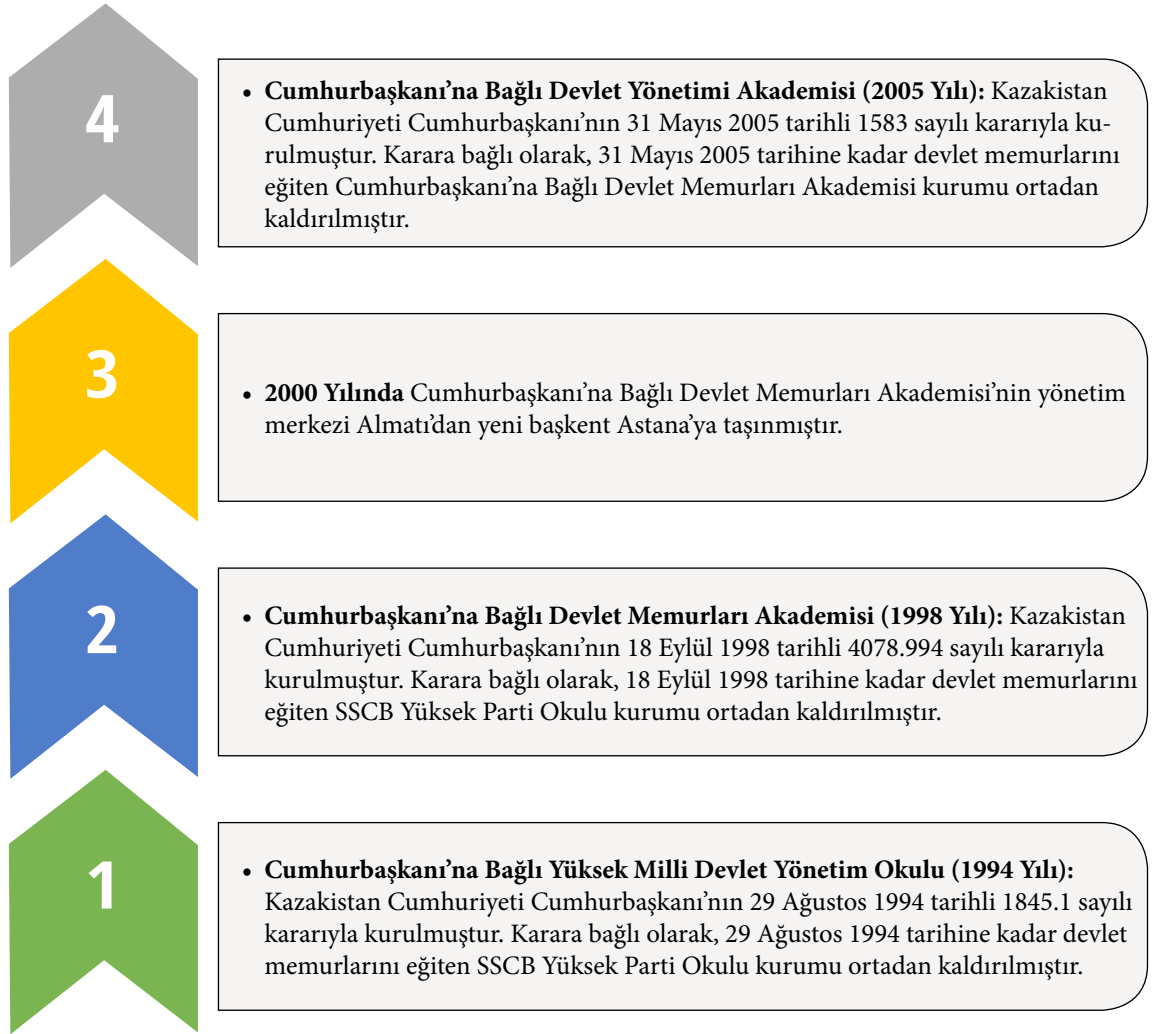 4
• Cumhurbaşkanı’na Bağlı Devlet Yönetimi Akademisi (2005 Yılı): Kazakistan
Cumhuriyeti Cumhurbaşkanı’nın 31 Mayıs 2005 tarihli 1583 sayılı kararıyla ku-
rulmuştur. Karara bağlı olarak, 31 Mayıs 2005 tarihine kadar devlet memurlarını
eğiten Cumhurbaşkanı’na Bağlı Devlet Memurları Akademisi kurumu ortadan
kaldırılmıştır.
3
• 2000 Yılında Cumhurbaşkanı’na Bağlı Devlet Memurları Akademisi’nin yönetim
merkezi Almatı’dan yeni başkent Astana’ya taşınmıştır.
2
• Cumhurbaşkanı’na Bağlı Devlet Memurları Akademisi (1998 Yılı): Kazakistan
Cumhuriyeti Cumhurbaşkanı’nın 18 Eylül 1998 tarihli 4078.994 sayılı kararıyla
kurulmuştur. Karara bağlı olarak, 18 Eylül 1998 tarihine kadar devlet memurlarını
eğiten SSCB Yüksek Parti Okulu kurumu ortadan kaldırılmıştır.
1
• Cumhurbaşkanı’na Bağlı Yüksek Milli Devlet Yönetim Okulu (1994 Yılı):
Kazakistan Cumhuriyeti Cumhurbaşkanı’nın 29 Ağustos 1994 tarihli 1845.1 sayılı
kararıyla kurulmuştur. Karara bağlı olarak, 29 Ağustos 1994 tarihine kadar devlet
memurlarını eğiten SSCB Yüksek Parti Okulu kurumu ortadan kaldırılmıştır.